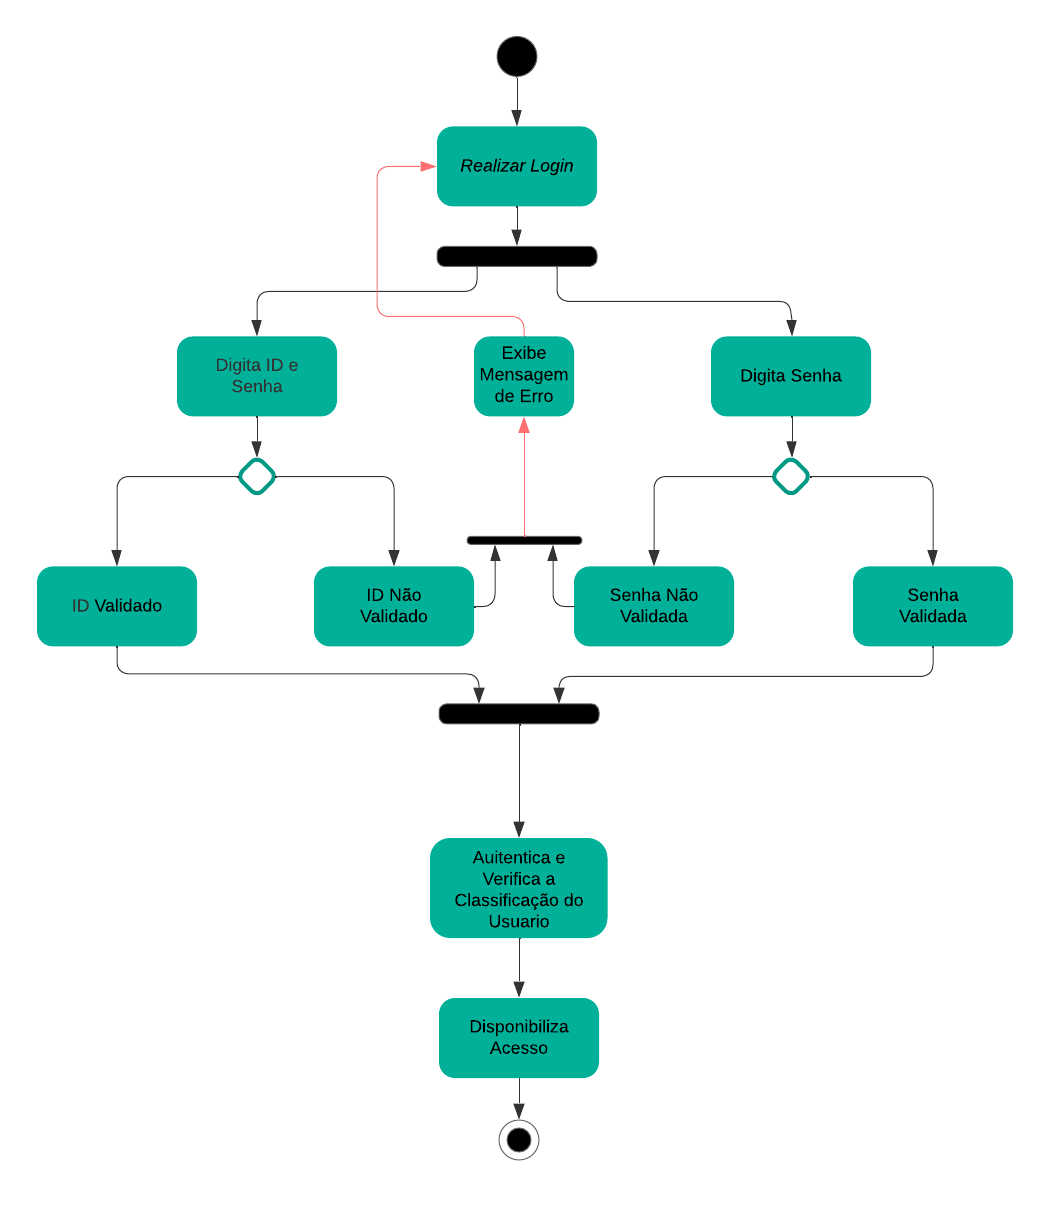 Realizar Login
Digita ID e
Senha
Exibe
Mensagem
de Erro
Digita Senha
ID Validado
ID Não
Validado
Senha Não
Validada
Senha
Validada
Auitentica e
Verifica a
Classificação do
Usuario
Disponibiliza
Acesso